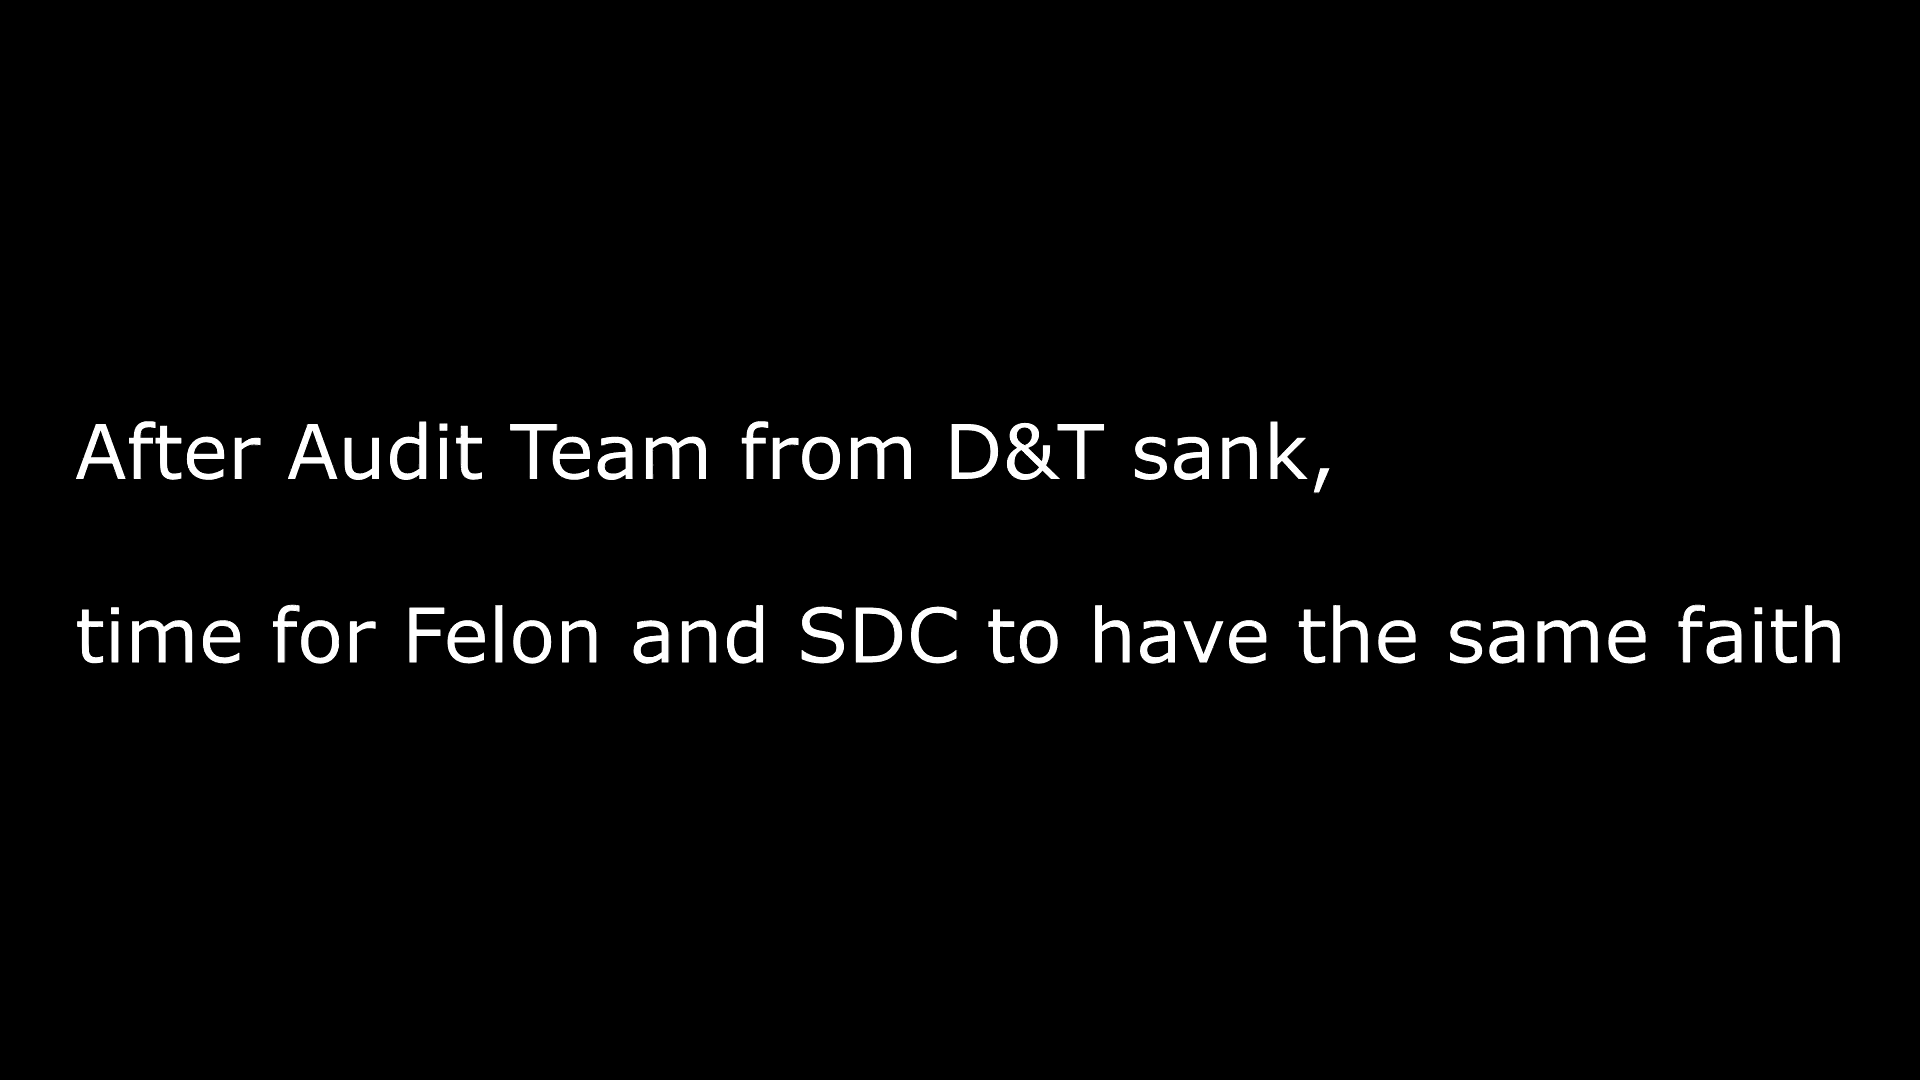 After Audit Team from D&T sank,
time for Felon and SDC to have the same faith